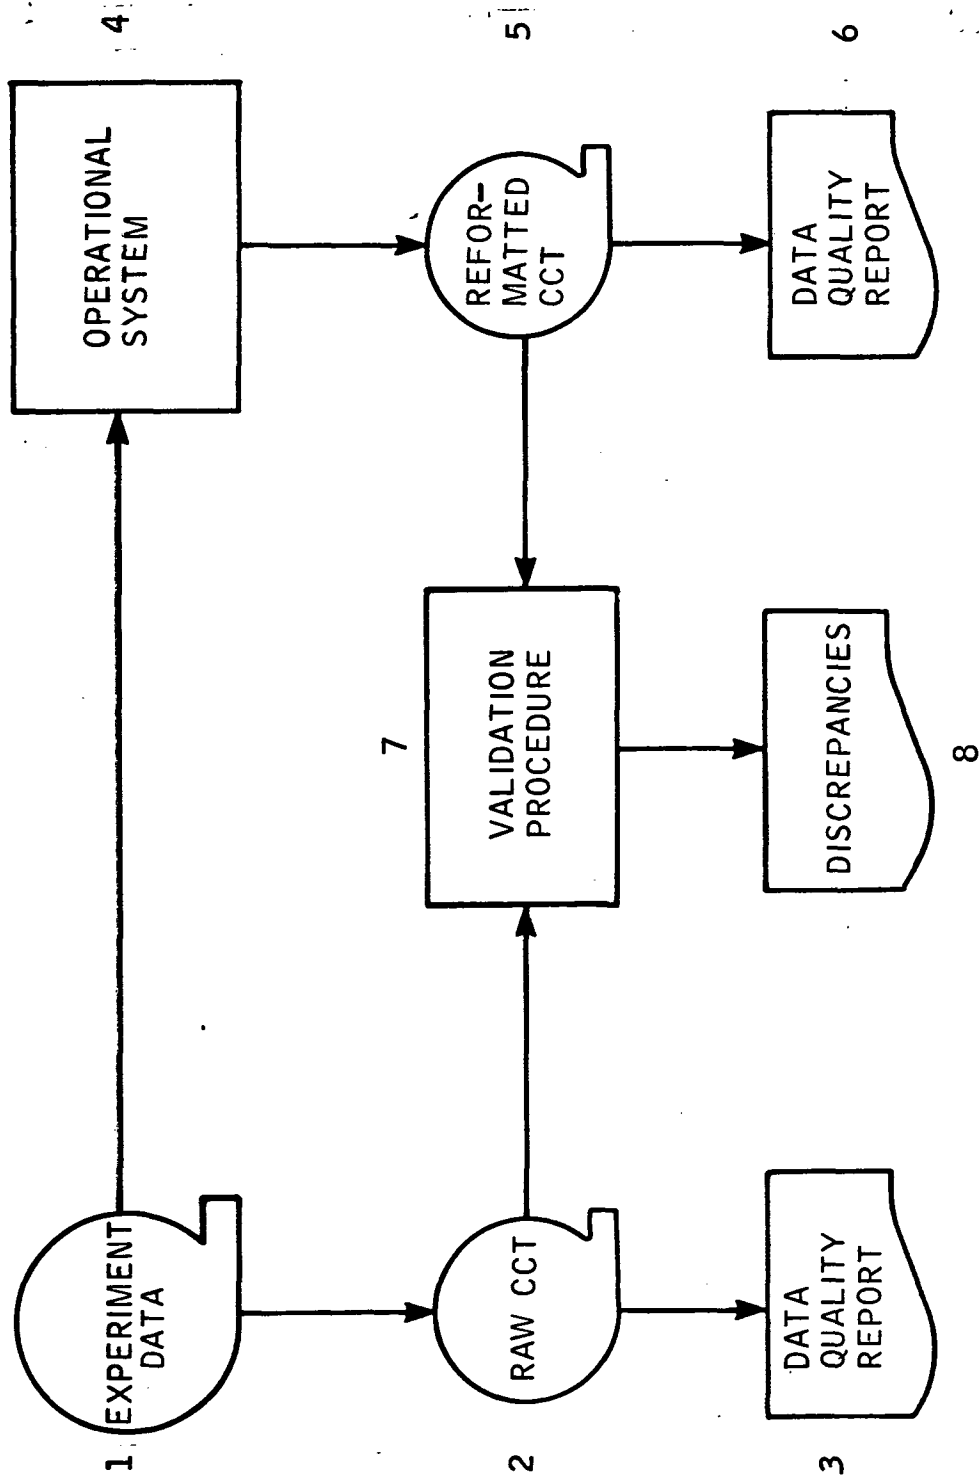 1
EXPERIMENT
DATA
OPERATIONAL
SYSTEM
4
2
RAW CCT
7
VALIDATION
PROCEDURE
REFOR-
MATTED
CCT
5
3
DATA
QUALITY
REPORT
DISCREPANCIES
8
DATA
QUALITY
REPORT
6